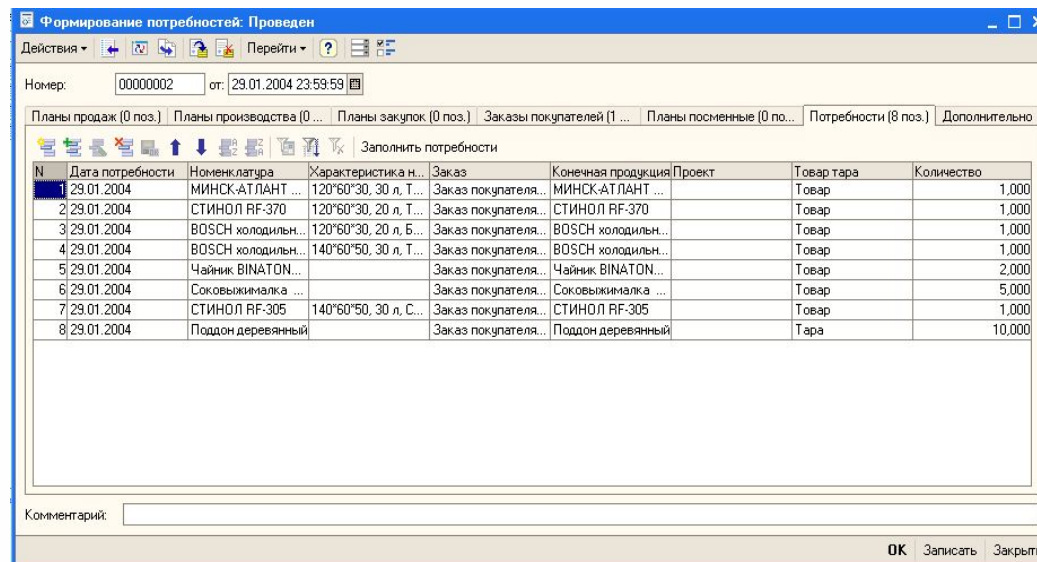 Формирование потребностей: Проведен
Действия Перейти ?
Номер: 00000002 от: 29.01.2004 23:59:59
Планы продаж (0 поз.) Планы производства (0 ... Планы закупок (0 поз.) Заказы покупателей (1 ... Планы посменные (0 по... Потребности (8 поз.) Дополнительно
Заполнить потребности
N Дата потребности Номенклатура Характеристика н... Заказ Конечная продукция Проект Товар тара Количество
1 29.01.2004 МИНСК-АТЛАНТ ... 120*60*30, 30 л, Т... Заказ покупателя... МИНСК-АТЛАНТ ... Товар 1,000
2 29.01.2004 СТИНОЛ RF-370 120*60*30, 20 л, Т... Заказ покупателя... СТИНОЛ RF-370 Товар 1,000
3 29.01.2004 BOSCH холодильн... 120*60*30, 20 л, Б... Заказ покупателя... BOSCH холодильн... Товар 1,000
4 29.01.2004 BOSCH холодильн... 140*60*50, 30 л, Т... Заказ покупателя... BOSCH холодильн... Товар 1,000
5 29.01.2004 Чайник BINATON... Заказ покупателя... Чайник BINATON... Товар 2,000
6 29.01.2004 Соковыжималка ... Заказ покупателя... Соковыжималка ... Товар 5,000
7 29.01.2004 СТИНОЛ RF-305 140*60*50, 30 л, С... Заказ покупателя... СТИНОЛ RF-305 Товар 1,000
8 29.01.2004 Поддон деревянный Заказ покупателя... Поддон деревянный Тара 10,000
Комментарий:
OK Записать Закрыть